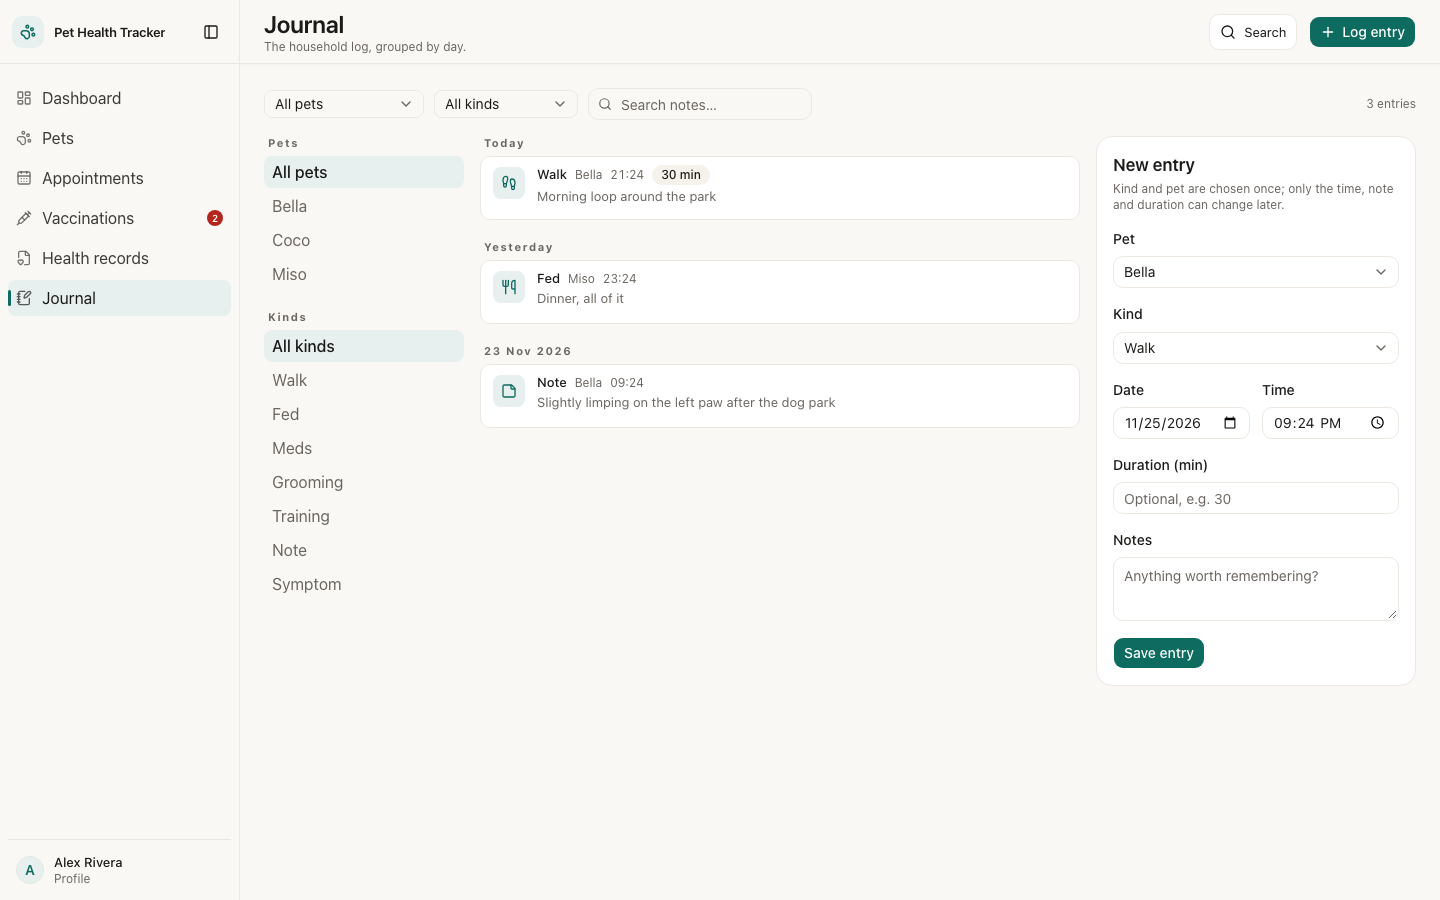 Pet Health Tracker
Dashboard
Pets
Appointments
Vaccinations 2
Health records
Journal
A
Alex Rivera
Profile
Journal
The household log, grouped by day.
Search
Log entry
All pets
All kinds
Search notes...
3 entries
Pets
All pets
Bella
Coco
Miso
Kinds
All kinds
Walk
Fed
Meds
Grooming
Training
Note
Symptom
Today
Walk Bella 21:24 30 min
Morning loop around the park
Yesterday
Fed Miso 23:24
Dinner, all of it
23 Nov 2026
Note Bella 09:24
Slightly limping on the left paw after the dog park
New entry
Kind and pet are chosen once; only the time, note
and duration can change later.
Pet
Bella
Kind
Walk
Date Time
11/25/2026 09:24 PM
Duration (min)
Optional, e.g. 30
Notes
Anything worth remembering?
Save entry